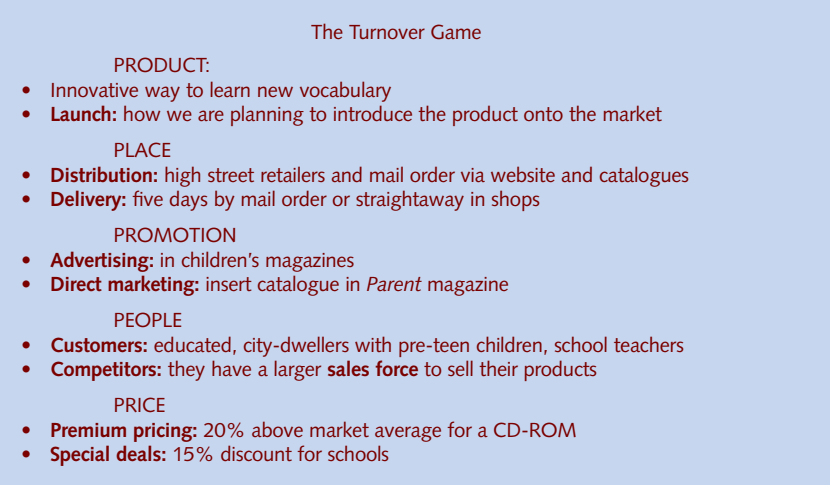 The Turnover Game
PRODUCT:
• Innovative way to learn new vocabulary
• Launch: how we are planning to introduce the product onto the market
PLACE
• Distribution: high street retailers and mail order via website and catalogues
• Delivery: five days by mail order or straightaway in shops
PROMOTION
• Advertising: in children’s magazines
• Direct marketing: insert catalogue in Parent magazine
PEOPLE
• Customers: educated, city-dwellers with pre-teen children, school teachers
• Competitors: they have a larger sales force to sell their products
PRICE
• Premium pricing: 20% above market average for a CD-ROM
• Special deals: 15% discount for schools